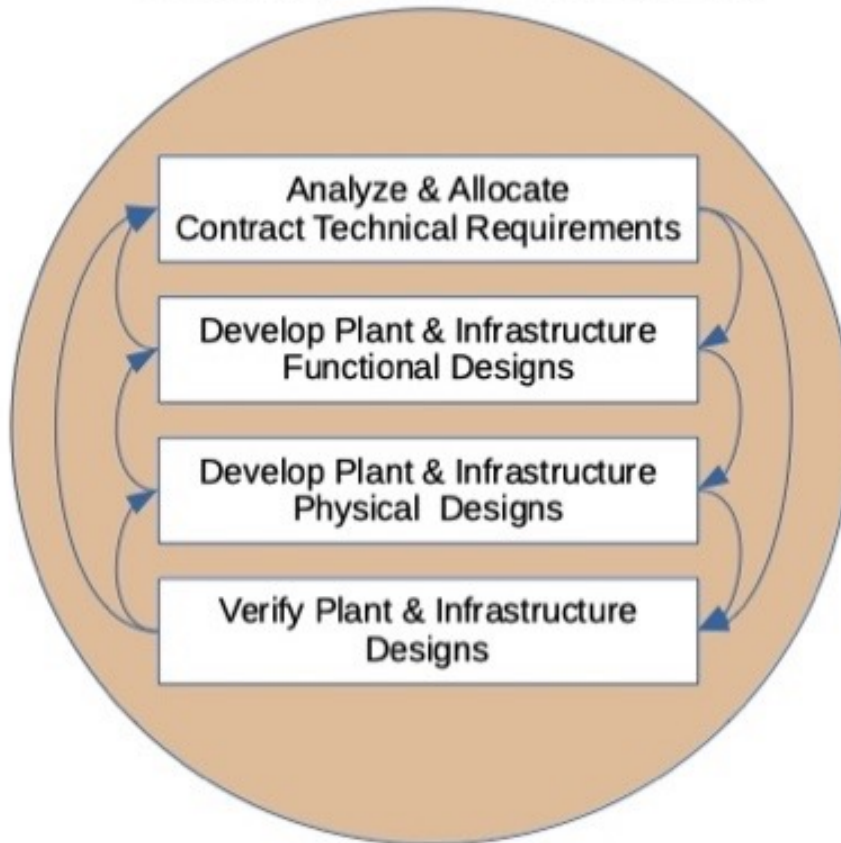 Analyze & Allocate
Contract Technical Requirements
Develop Plant & Infrastructure
Functional Designs
Develop Plant & Infrastructure
Physical  Designs
Verify Plant & Infrastructure
Designs